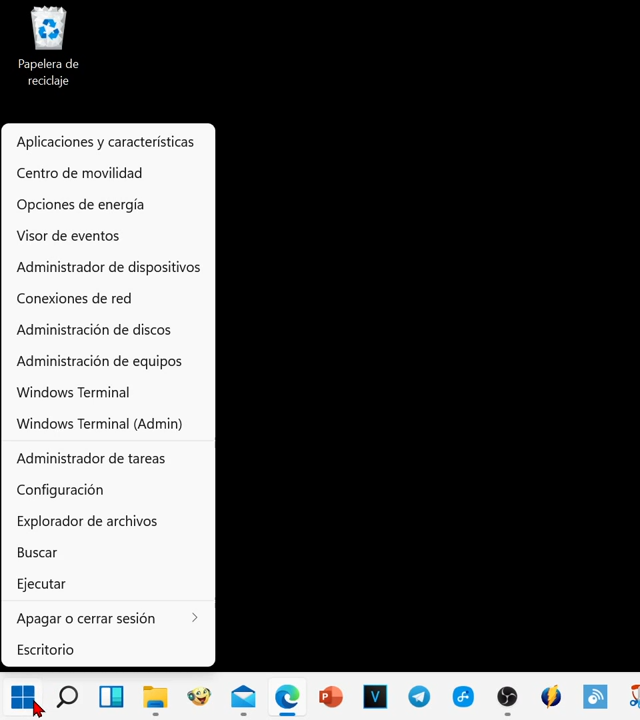 Papelera de
reciclaje
Aplicaciones y características
Centro de movilidad
Opciones de energía
Visor de eventos
Administrador de dispositivos
Conexiones de red
Administración de discos
Administración de equipos
Windows Terminal
Windows Terminal (Admin)
Administrador de tareas
Configuración
Explorador de archivos
Buscar
Ejecutar
Apagar o cerrar sesión
Escritorio
P
V